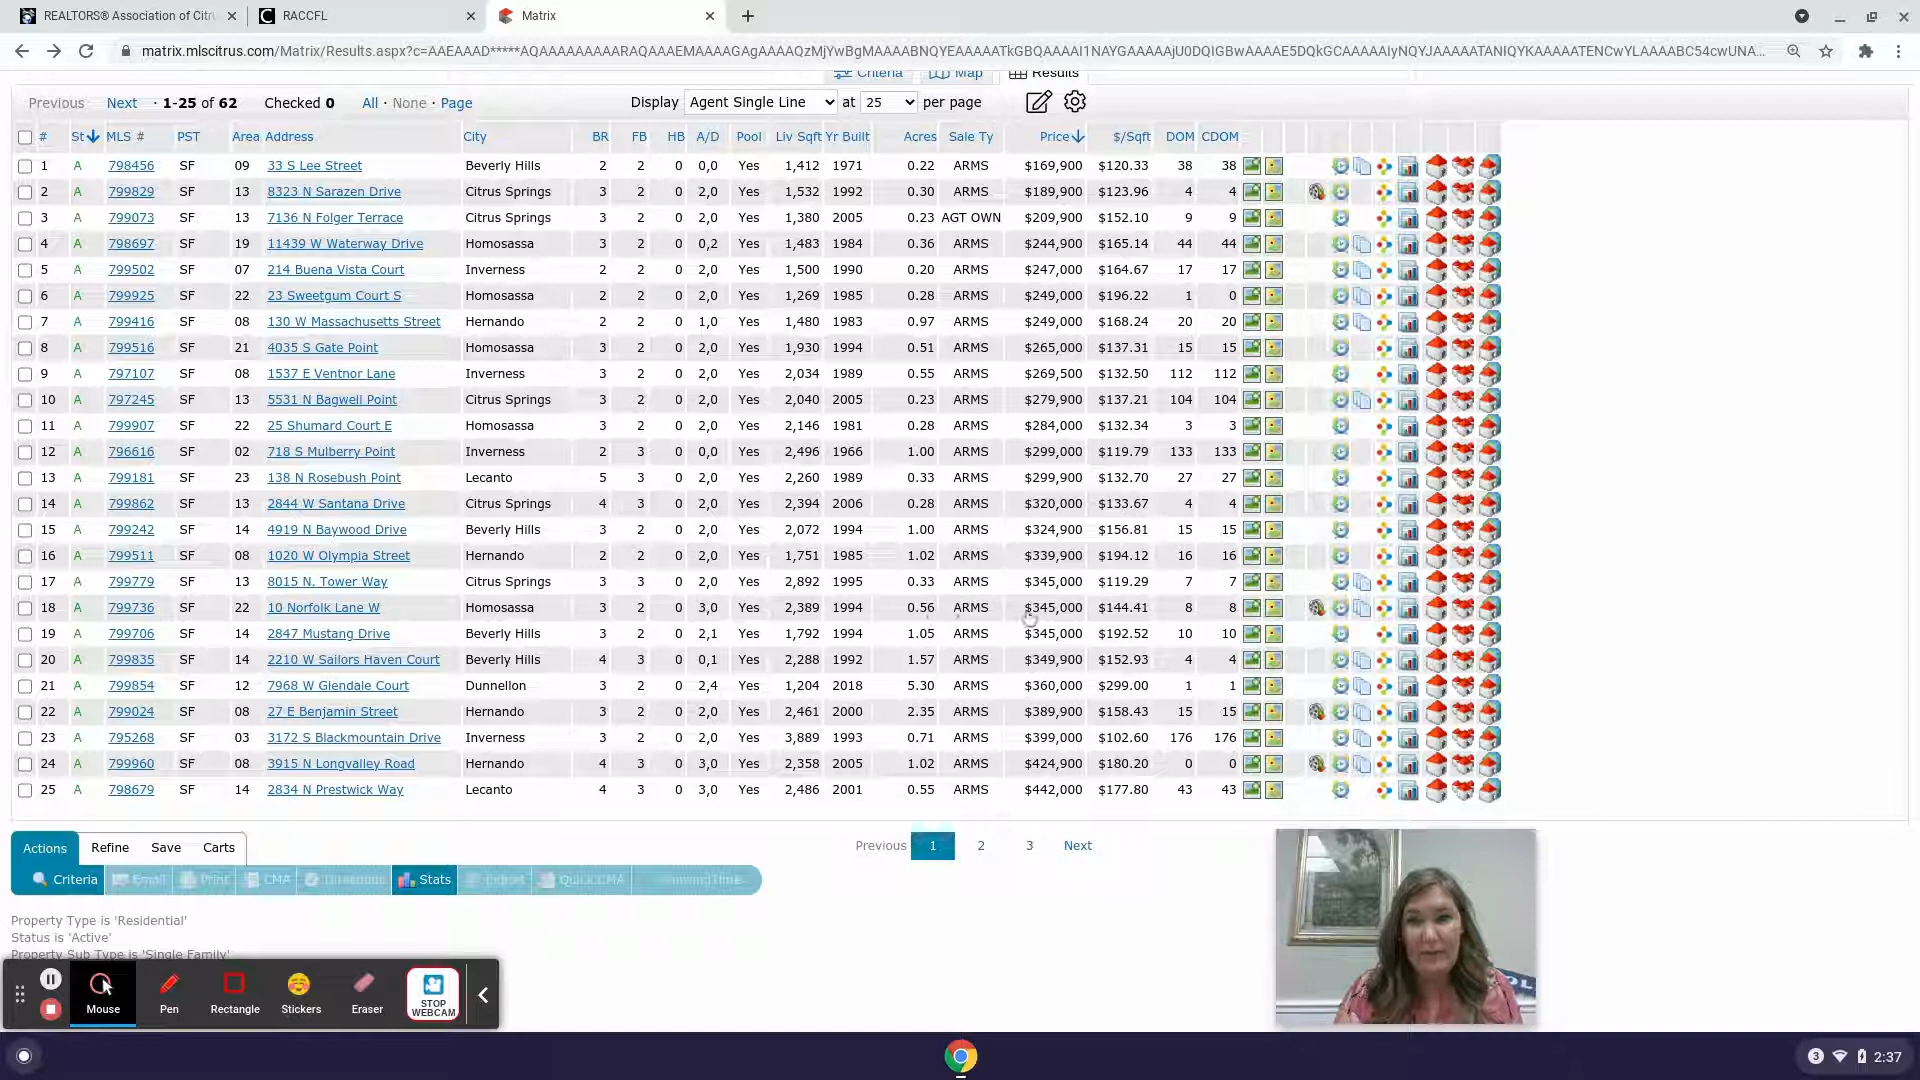 REALTORS® Association of Citru
RACCFL
Matrix
matrix.mlscitrus.com/Matrix/Results.aspx?c=AAEAAAD*****AQAAAAAAAAARAQAAAEMAAAAGAgAAAAQzMjYwBgMAAAABNQYEAAAAATkGBQAAAAI1NAYGAAAAAjU0DQIGBwAAAAE5DQkGCAAAAAIyNQYJAAAAATANIQYKAAAAATENCwYLAAAABC54cwUNA...
Criteria Map Results
Previous Next · 1-25 of 62 Checked 0 All · None · Page Display Agent Single Line at 25 per page
# St MLS # PST Area Address City BR FB HB A/D Pool Liv Sqft Yr Built Acres Sale Ty Price $/Sqft DOM CDOM
1 A 798456 SF 09 33 S Lee Street Beverly Hills 2 2 0 0,0 Yes 1,412 1971 0.22 ARMS $169,900 $120.33 38 38
2 A 799829 SF 13 8323 N Sarazen Drive Citrus Springs 3 2 0 2,0 Yes 1,532 1992 0.30 ARMS $189,900 $123.96 4 4
3 A 799073 SF 13 7136 N Folger Terrace Citrus Springs 3 2 0 2,0 Yes 1,380 2005 0.23 AGT OWN $209,900 $152.10 9 9
4 A 798697 SF 19 11439 W Waterway Drive Homosassa 3 2 0 0,2 Yes 1,483 1984 0.36 ARMS $244,900 $165.14 44 44
5 A 799502 SF 07 214 Buena Vista Court Inverness 2 2 0 2,0 Yes 1,500 1990 0.20 ARMS $247,000 $164.67 17 17
6 A 799925 SF 22 23 Sweetgum Court S Homosassa 2 2 0 2,0 Yes 1,269 1985 0.28 ARMS $249,000 $196.22 1 0
7 A 799416 SF 08 130 W Massachusetts Street Hernando 2 2 0 1,0 Yes 1,480 1983 0.97 ARMS $249,000 $168.24 20 20
8 A 799516 SF 21 4035 S Gate Point Homosassa 3 2 0 2,0 Yes 1,930 1994 0.51 ARMS $265,000 $137.31 15 15
9 A 797107 SF 08 1537 E Ventnor Lane Inverness 3 2 0 2,0 Yes 2,034 1989 0.55 ARMS $269,500 $132.50 112 112
10 A 797245 SF 13 5531 N Bagwell Point Citrus Springs 3 2 0 2,0 Yes 2,040 2005 0.23 ARMS $279,900 $137.21 104 104
11 A 799907 SF 22 25 Shumard Court E Homosassa 3 2 0 2,0 Yes 2,146 1981 0.28 ARMS $284,000 $132.34 3 3
12 A 796616 SF 02 718 S Mulberry Point Inverness 2 3 0 0,0 Yes 2,496 1966 1.00 ARMS $299,000 $119.79 133 133
13 A 799181 SF 23 138 N Rosebush Point Lecanto 5 3 0 2,0 Yes 2,260 1989 0.33 ARMS $299,900 $132.70 27 27
14 A 799862 SF 13 2844 W Santana Drive Citrus Springs 4 3 0 2,0 Yes 2,394 2006 0.28 ARMS $320,000 $133.67 4 4
15 A 799242 SF 14 4919 N Baywood Drive Beverly Hills 3 2 0 2,0 Yes 2,072 1994 1.00 ARMS $324,900 $156.81 15 15
16 A 799511 SF 08 1020 W Olympia Street Hernando 2 2 0 2,0 Yes 1,751 1985 1.02 ARMS $339,900 $194.12 16 16
17 A 799779 SF 13 8015 N. Tower Way Citrus Springs 3 3 0 2,0 Yes 2,892 1995 0.33 ARMS $345,000 $119.29 7 7
18 A 799736 SF 22 10 Norfolk Lane W Homosassa 3 2 0 3,0 Yes 2,389 1994 0.56 ARMS $345,000 $144.41 8 8
19 A 799706 SF 14 2847 Mustang Drive Beverly Hills 3 2 0 2,1 Yes 1,792 1994 1.05 ARMS $345,000 $192.52 10 10
20 A 799835 SF 14 2210 W Sailors Haven Court Beverly Hills 4 3 0 0,1 Yes 2,288 1992 1.57 ARMS $349,900 $152.93 4 4
21 A 799854 SF 12 7968 W Glendale Court Dunnellon 3 2 0 2,4 Yes 1,204 2018 5.30 ARMS $360,000 $299.00 1 1
22 A 799024 SF 08 27 E Benjamin Street Hernando 3 2 0 2,0 Yes 2,461 2000 2.35 ARMS $389,900 $158.43 15 15
23 A 795268 SF 03 3172 S Blackmountain Drive Inverness 3 2 0 2,0 Yes 3,889 1993 0.71 ARMS $399,000 $102.60 176 176
24 A 799960 SF 08 3915 N Longvalley Road Hernando 4 3 0 3,0 Yes 2,358 2005 1.02 ARMS $424,900 $180.20 0 0
25 A 798679 SF 14 2834 N Prestwick Way Lecanto 4 3 0 3,0 Yes 2,486 2001 0.55 ARMS $442,000 $177.80 43 43
Actions Refine Save Carts Previous 1 2 3 Next
Criteria Email Print CMA Directions Stats Export Quick CMA
Property Type is 'Residential'
Status is 'Active'
Property Sub Type is 'Single Family'
Mouse Pen Rectangle Stickers Eraser STOP WEBCAM
3 2:37